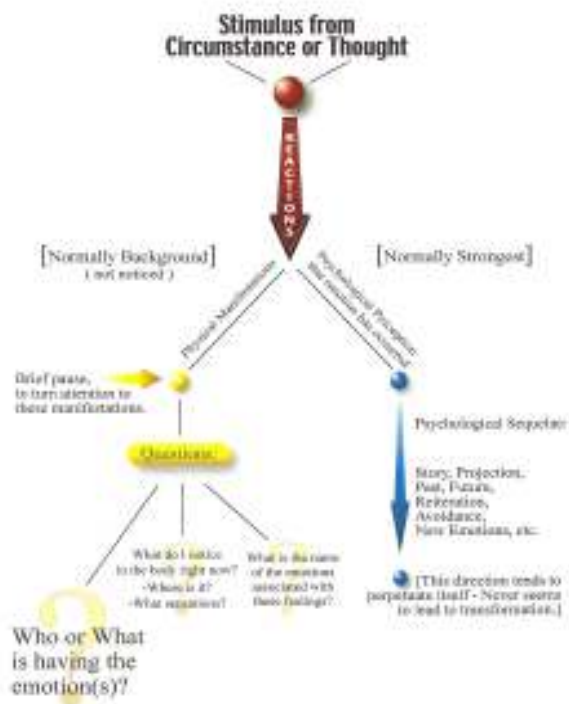 Stimulus from
Circumstance or Thought
REACTIONS
[Normally Background]
( not noticed )
[Normally Strongest]
Physical Manifestations
Psychological Perception
that emotion has occurred
Brief pause,
to turn attention to
these manifestations.
Psychological Sequelae
Questions:
Story, Projection,
Past, Future,
Reiteration,
Avoidance,
New Emotions, etc.
What do I notice
in the body right now?
-Where is it?
-What sensations?
What is the name
of the emotions
associated with
these feelings?
[This direction tends to
perpetuate itself - Never seems
to lead to transformation.]
Who or What
is having the
emotion(s)?